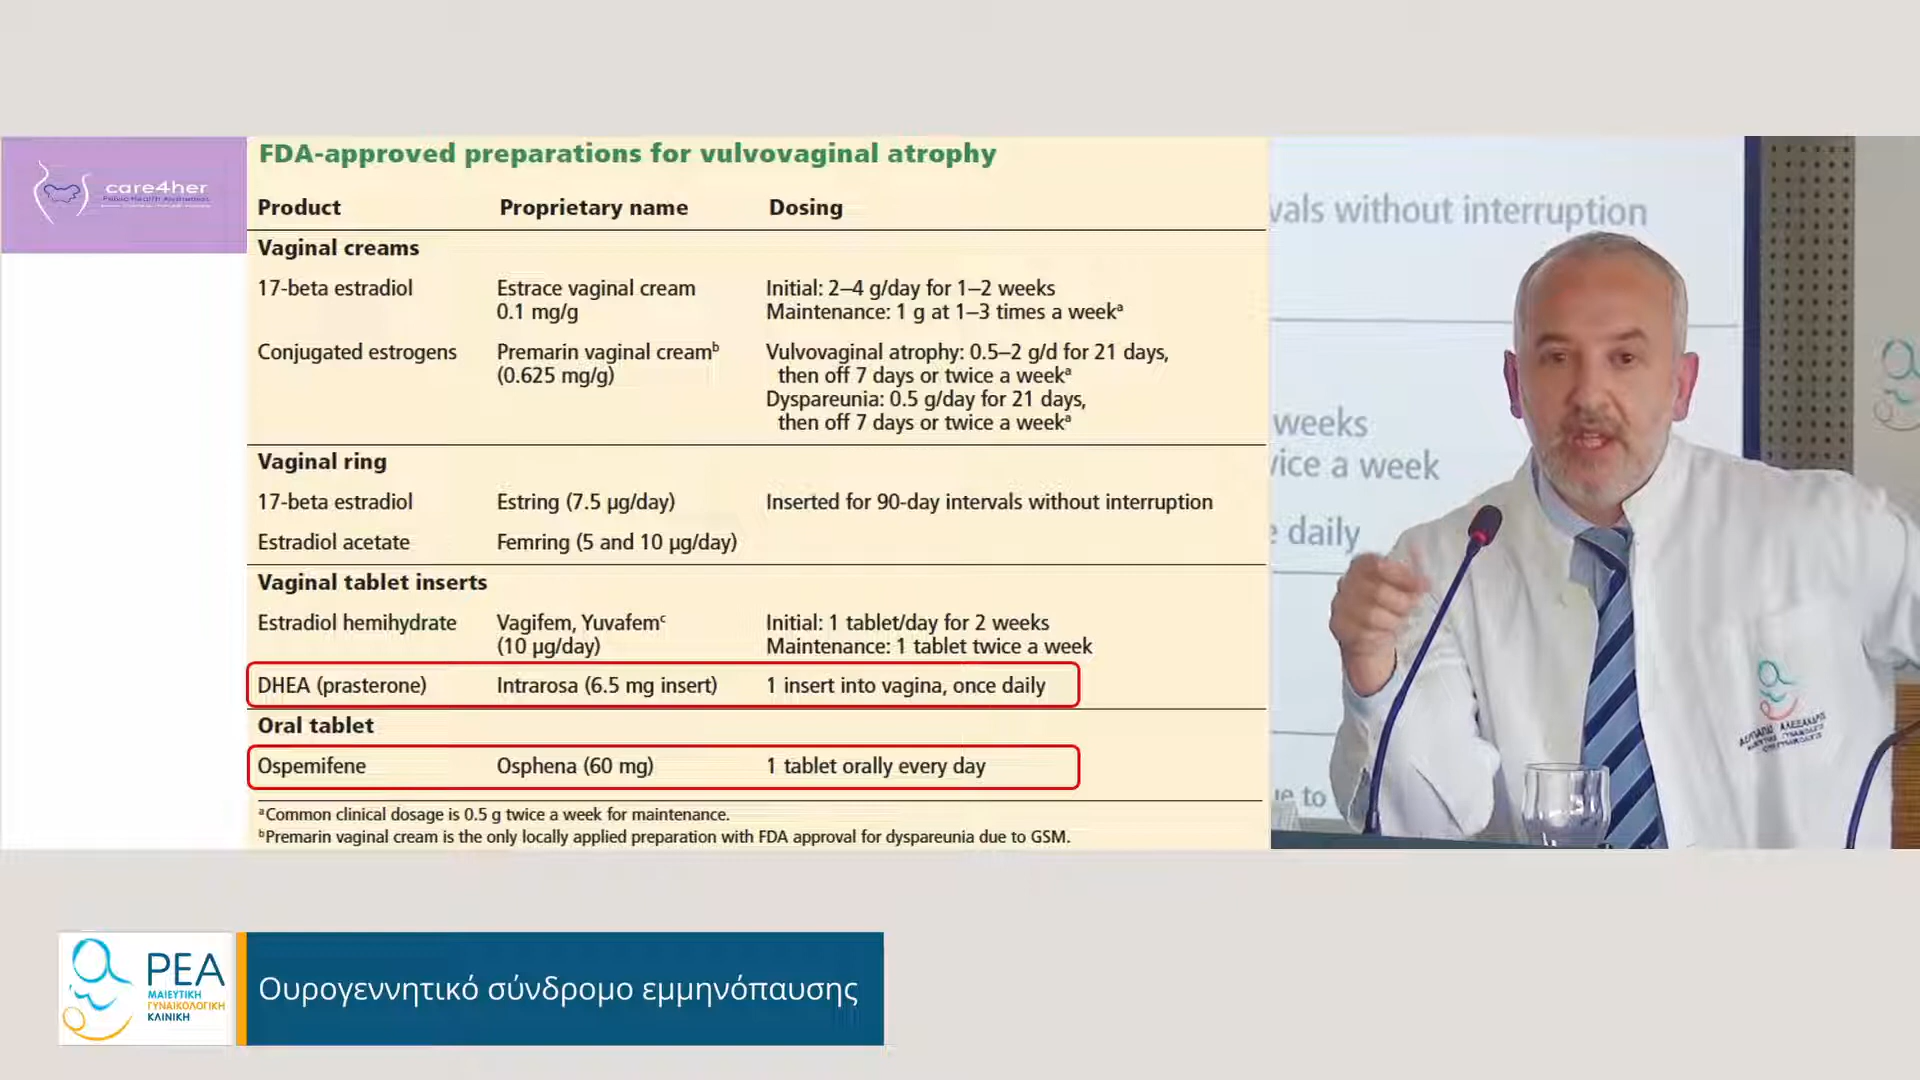 care4her
FDA-approved preparations for vulvovaginal atrophy
Product Proprietary name Dosing
Vaginal creams
17-beta estradiol Estrace vaginal cream Initial: 2–4 g/day for 1–2 weeks
0.1 mg/g Maintenance: 1 g at 1–3 times a weekᵃ
Conjugated estrogens Premarin vaginal creamᵇ Vulvovaginal atrophy: 0.5–2 g/d for 21 days,
(0.625 mg/g) then off 7 days or twice a weekᵃ
Dyspareunia: 0.5 g/day for 21 days,
then off 7 days or twice a weekᵃ
Vaginal ring
17-beta estradiol Estring (7.5 µg/day) Inserted for 90-day intervals without interruption
Estradiol acetate Femring (5 and 10 µg/day)
Vaginal tablet inserts
Estradiol hemihydrate Vagifem, Yuvafemᶜ Initial: 1 tablet/day for 2 weeks
(10 µg/day) Maintenance: 1 tablet twice a week
DHEA (prasterone) Intrarosa (6.5 mg insert) 1 insert into vagina, once daily
Oral tablet
Ospemifene Osphena (60 mg) 1 tablet orally every day
ᵃCommon clinical dosage is 0.5 g twice a week for maintenance.
ᵇPremarin vaginal cream is the only locally applied preparation with FDA approval for dyspareunia due to GSM.
vals without interruption
weeks
vice a week
daily
ue to
ΡΕΑ
ΜΑΙΕΥΤΙΚΗ
ΓΥΝΑΙΚΟΛΟΓΙΚΗ
ΚΛΙΝΙΚΗ
Ουρογεννητικό σύνδρομο εμμηνόπαυσης